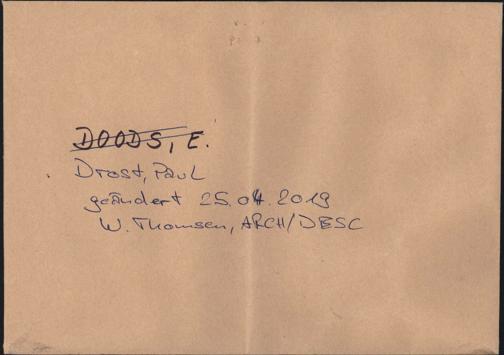 DOODS, E.
Drost, Paul
geändert 25.04.2019
W. Thomsen, ARCH/DESC